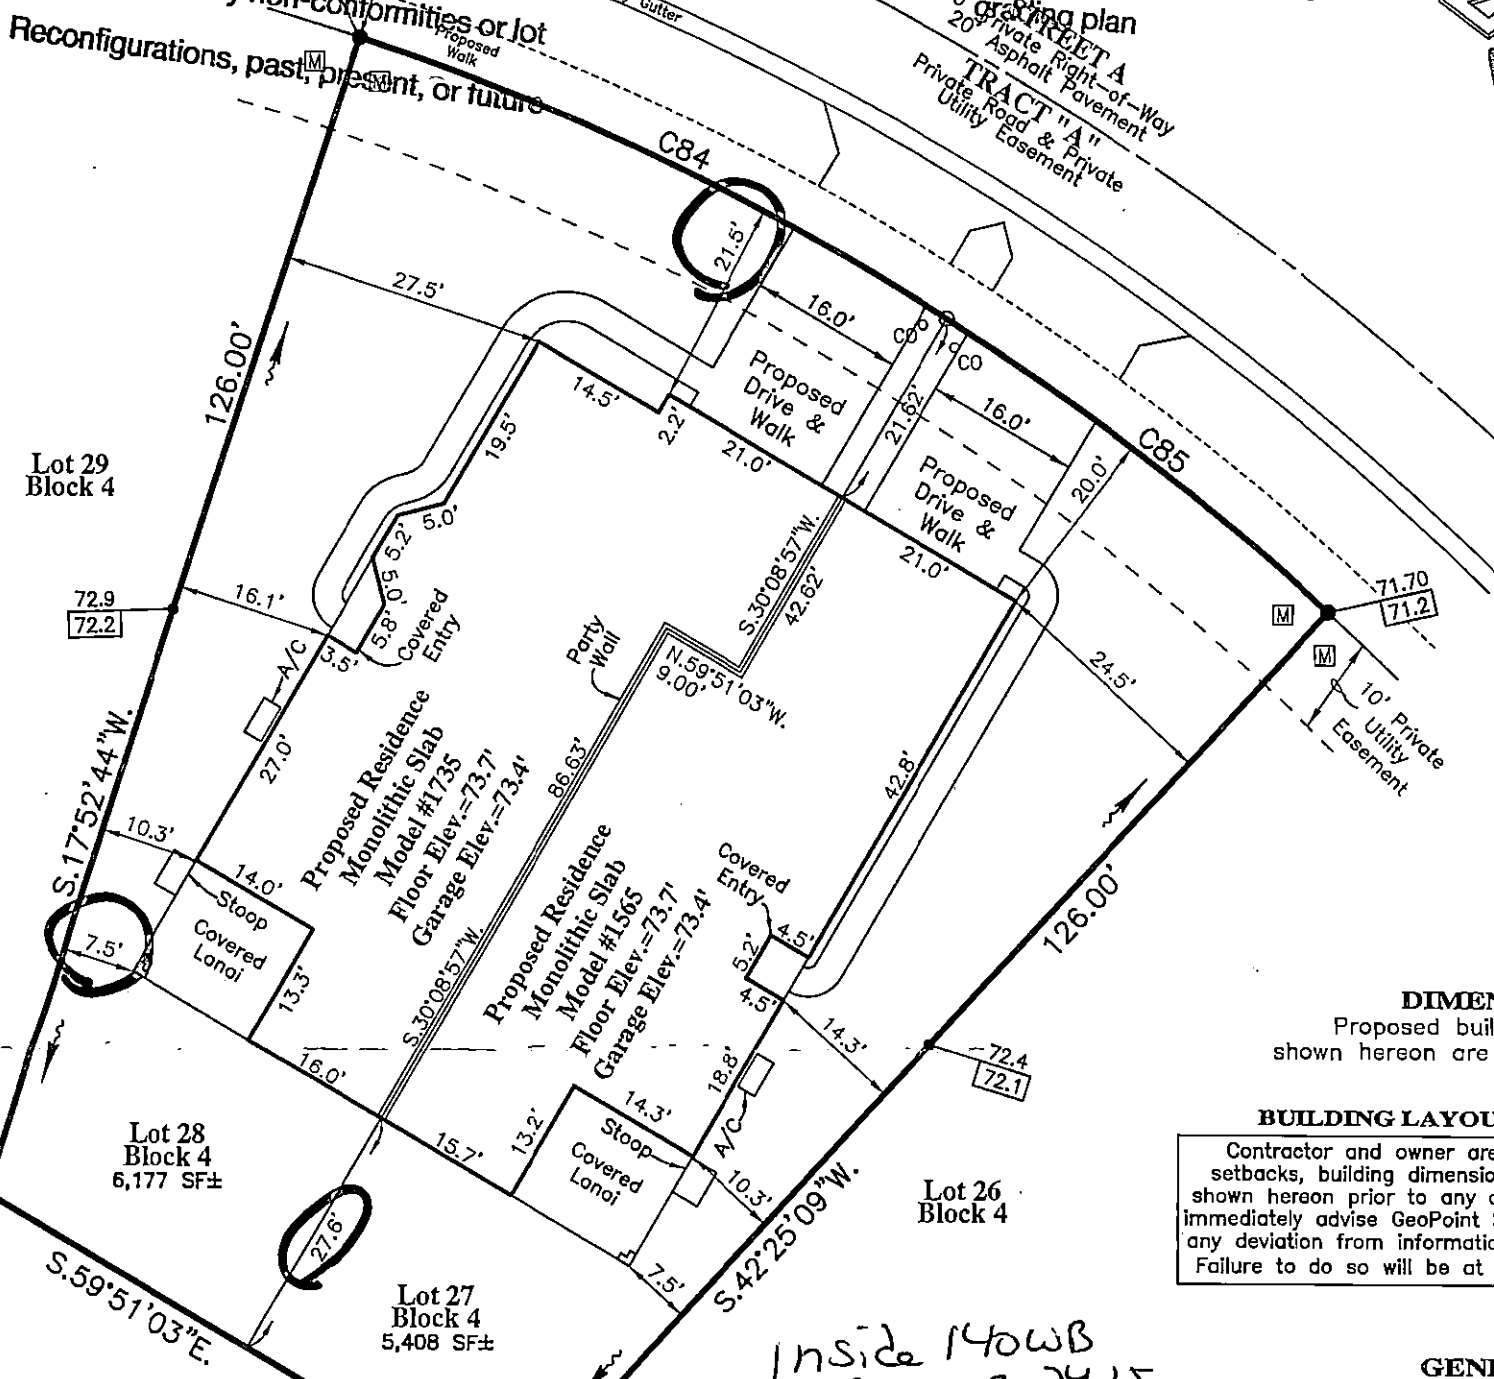 non-conformities or lot
Reconfigurations, past, present, or future
Proposed
Walk
Gutter
grading plan
STREET A
Private Right-of-Way
20' Asphalt Pavement
TRACT "A"
Private Road & Private
Utility Easement
M
M
C84
21.5'
27.5'
16.0'
CO
CO
126.00'
14.5'
2.2'
Proposed
Drive &
Walk
21.62'
16.0'
C85
19.5'
21.0'
20.0'
Lot 29
Block 4
5.0'
5.2'
5.0'
5.8'
Proposed
Drive &
Walk
S.30°08'57"W.
42.62'
21.0'
72.9
72.2
16.1'
3.5'
Covered
Entry
A/C
Party
Wall
N.59°51'03"W.
9.00'
71.70
71.2
M
M
24.5'
10' Private
Utility
Easement
27.0'
Proposed Residence
Monolithic Slab
Model #1735
Floor Elev.=73.7'
Garage Elev.=73.4'
86.63'
42.8'
S.17°52'44"W.
10.3'
14.0'
Stoop
Covered
Lanai
7.5'
13.3'
S.30°08'57"W.
Proposed Residence
Monolithic Slab
Model #1565
Floor Elev.=73.7'
Garage Elev.=73.4'
Covered
Entry
4.5'
5.2'
4.5'
126.00'
14.3'
72.4
72.1
16.0'
18.8'
A/C
14.3'
Stoop
Covered
Lanai
13.2'
15.7'
10.3'
7.5'
S.42°25'09"W.
Lot 28
Block 4
6,177 SF±
27.6'
Lot 27
Block 4
5,408 SF±
Lot 26
Block 4
S.59°51'03"E.
Inside 140WB
DIMEN
Proposed buil
shown hereon are
BUILDING LAYOU
Contractor and owner are
setbacks, building dimensio
shown hereon prior to any
immediately advise GeoPoint
any deviation from informatio
Failure to do so will be at
GEN